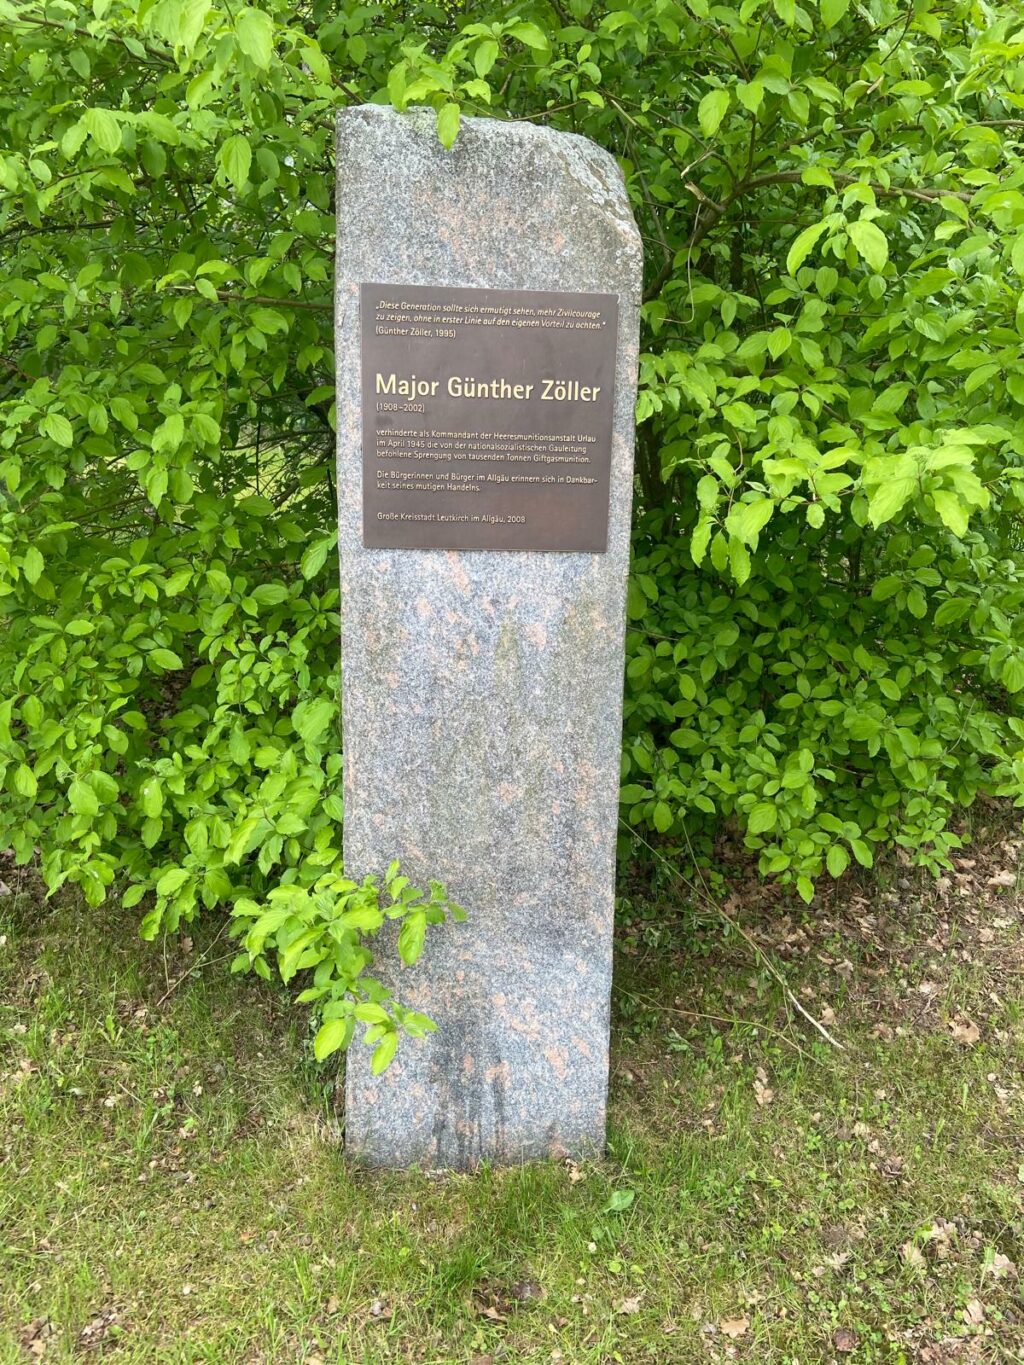 „Diese Generation sollte sich ermutigt sehen, mehr Zivilcourage
zu zeigen, ohne in erster Linie auf den eigenen Vorteil zu achten.“
(Günther Zöller, 1995)
Major Günther Zöller
(1908–2002)
verhinderte als Kommandant der Heeresmunitionsanstalt Urlau
im April 1945 die von der nationalsozialistischen Gauleitung
befohlene Sprengung von tausenden Tonnen Giftgasmunition.
Die Bürgerinnen und Bürger im Allgäu erinnern sich in Dankbar-
keit seines mutigen Handelns.
Große Kreisstadt Leutkirch im Allgäu, 2008